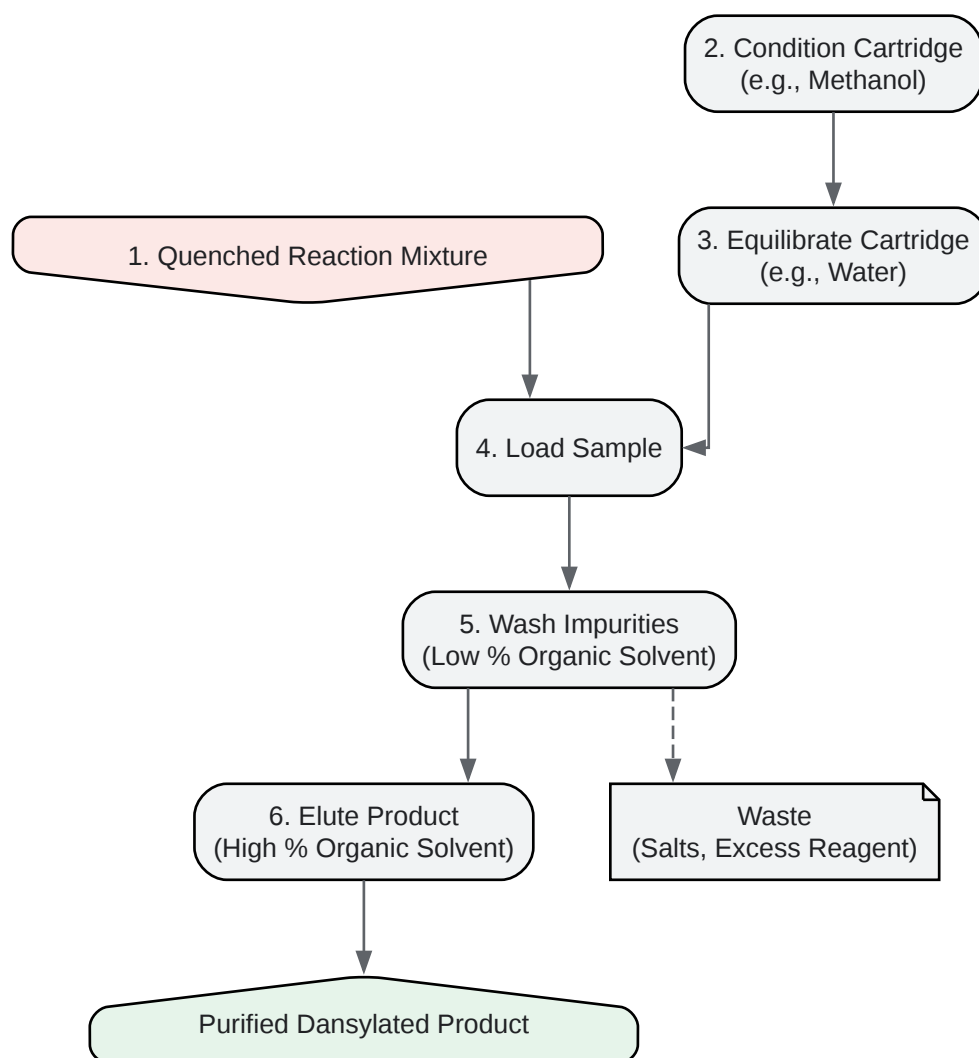 2. Condition Cartridge
(e.g., Methanol)
1. Quenched Reaction Mixture
3. Equilibrate Cartridge
(e.g., Water)
4. Load Sample
5. Wash Impurities
(Low % Organic Solvent)
6. Elute Product
(High % Organic Solvent)
Waste
(Salts, Excess Reagent)
Purified Dansylated Product